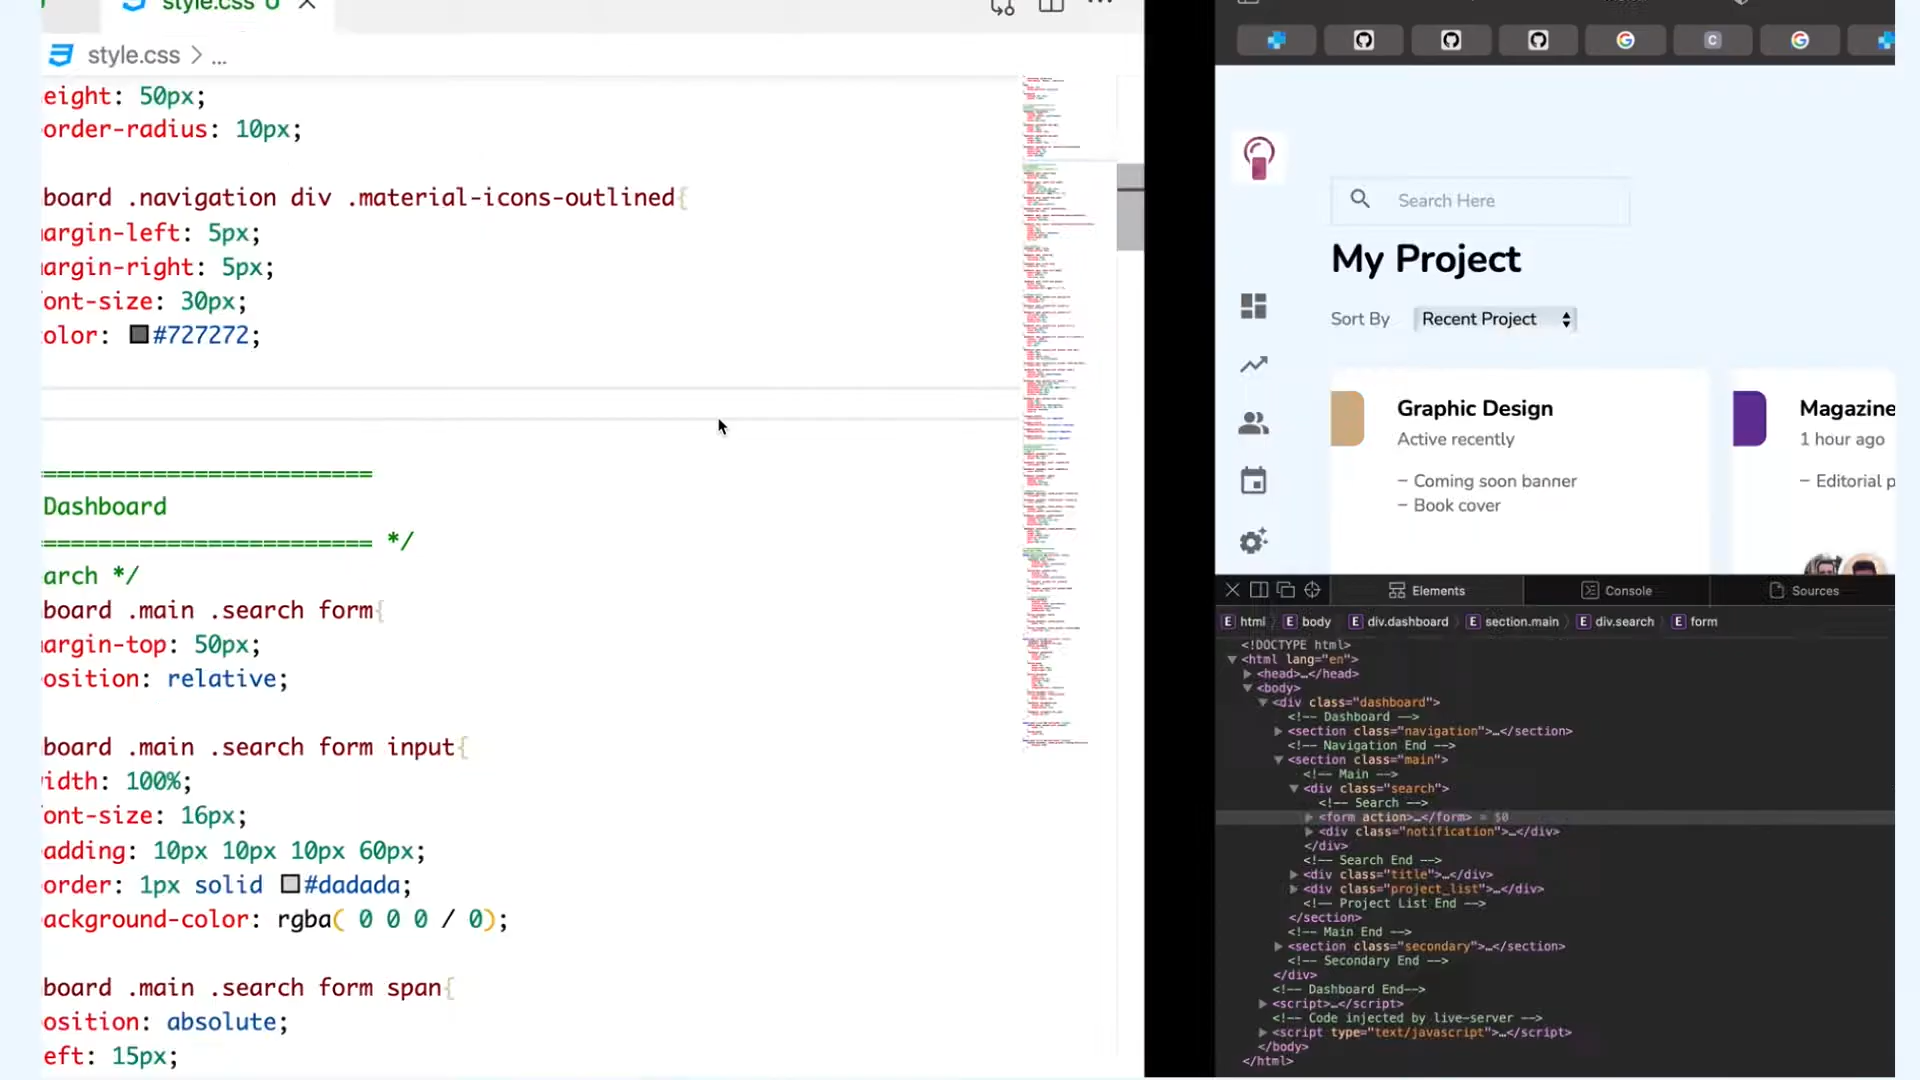 style.css U
style.css > ...
eight: 50px;
order-radius: 10px;
board .navigation div .material-icons-outlined{
argin-left: 5px;
argin-right: 5px;
ont-size: 30px;
olor: #727272;
========================
Dashboard
======================== */
arch */
board .main .search form{
argin-top: 50px;
osition: relative;
board .main .search form input{
idth: 100%;
ont-size: 16px;
adding: 10px 10px 10px 60px;
order: 1px solid #dadada;
ackground-color: rgba( 0 0 0 / 0);
board .main .search form span{
osition: absolute;
eft: 15px;
C
Search Here
My Project
Sort By Recent Project
Graphic Design
Active recently
– Coming soon banner
– Book cover
Magazine
1 hour ago
– Editorial p
Elements Console Sources
E html E body E div.dashboard E section.main E div.search E form
<!DOCTYPE html>
<html lang="en">
<head>…</head>
<body>
<div class="dashboard">
<!-- Dashboard -->
<section class="navigation">…</section>
<!-- Navigation End -->
<section class="main">
<!-- Main -->
<div class="search">
<!-- Search -->
<form action>…</form> = $0
<div class="notification">…</div>
</div>
<!-- Search End -->
<div class="title">…</div>
<div class="project_list">…</div>
<!-- Project List End -->
</section>
<!-- Main End -->
<section class="secondary">…</section>
<!-- Secondary End -->
</div>
<!-- Dashboard End-->
<script>…</script>
<!-- Code injected by live-server -->
<script type="text/javascript">…</script>
</body>
</html>